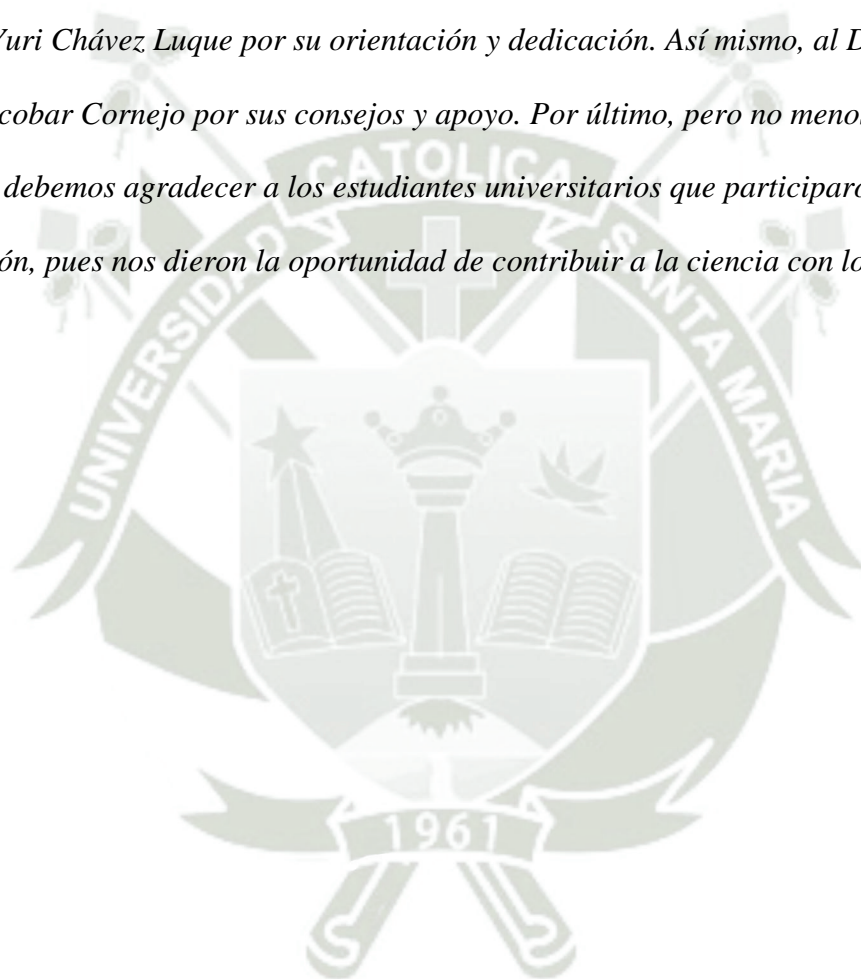 Yuri Chávez Luque por su orientación y dedicación. Así mismo, al D
cobar Cornejo por sus consejos y apoyo. Por último, pero no menos
debemos agradecer a los estudiantes universitarios que participaro
ón, pues nos dieron la oportunidad de contribuir a la ciencia con lo
UNIVERSIDAD CATOLICA SANTA MARIA
1961